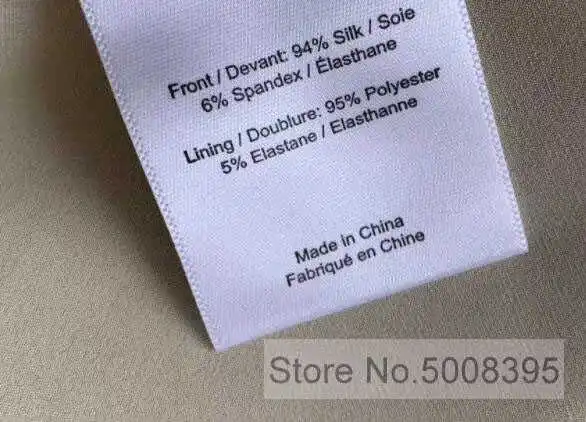 Front / Devant: 94% Silk / Soie
6% Spandex / Élasthane
Lining / Doublure: 95% Polyester
5% Elastane / Elasthanne
Made in China
Fabriqué en Chine
Store No.5008395